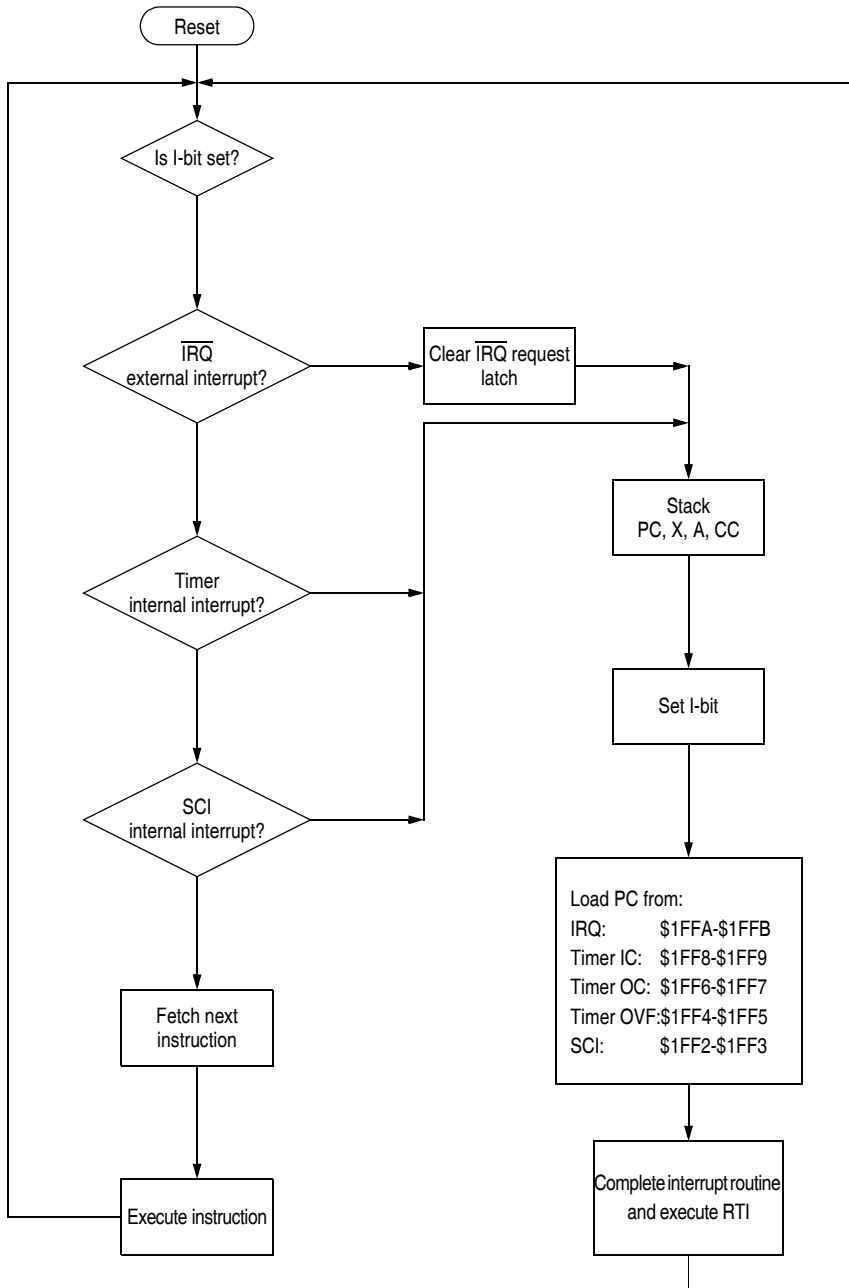 Reset
Is I-bit set?
I̅R̅Q̅
external interrupt?
Clear I̅R̅Q̅ request
latch
Stack
PC, X, A, CC
Timer
internal interrupt?
Set I-bit
SCI
internal interrupt?
Load PC from:
IRQ: $1FFA-$1FFB
Timer IC: $1FF8-$1FF9
Timer OC: $1FF6-$1FF7
Timer OVF:$1FF4-$1FF5
SCI: $1FF2-$1FF3
Fetch next
instruction
Execute instruction
Complete interrupt routine
and execute RTI